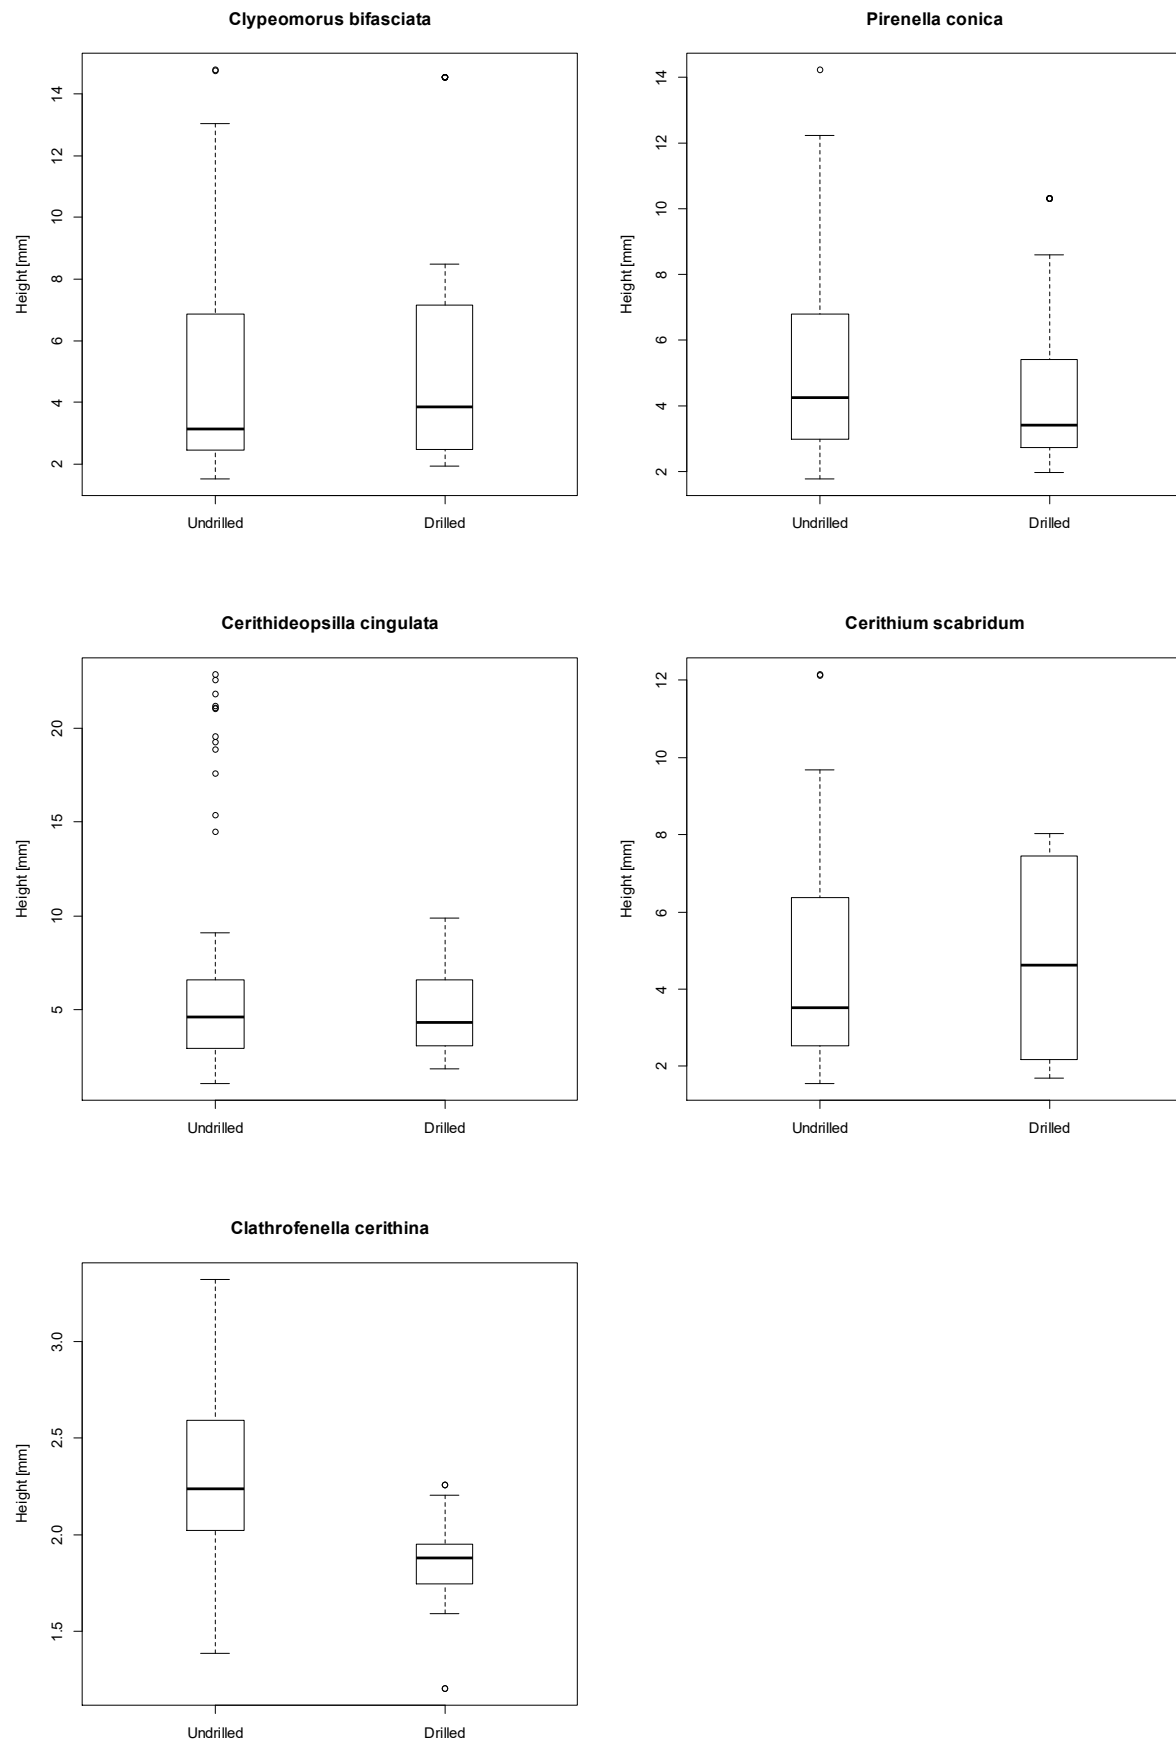 Clypeomorus bifasciata
Height [mm]
14
12
10
8
6
4
2
Undrilled Drilled
Pirenella conica
Height [mm]
14
12
10
8
6
4
2
Undrilled Drilled
Cerithideopsilla cingulata
Height [mm]
20
15
10
5
Undrilled Drilled
Cerithium scabridum
Height [mm]
12
10
8
6
4
2
Undrilled Drilled
Clathrofenella cerithina
Height [mm]
3.0
2.5
2.0
1.5
Undrilled Drilled